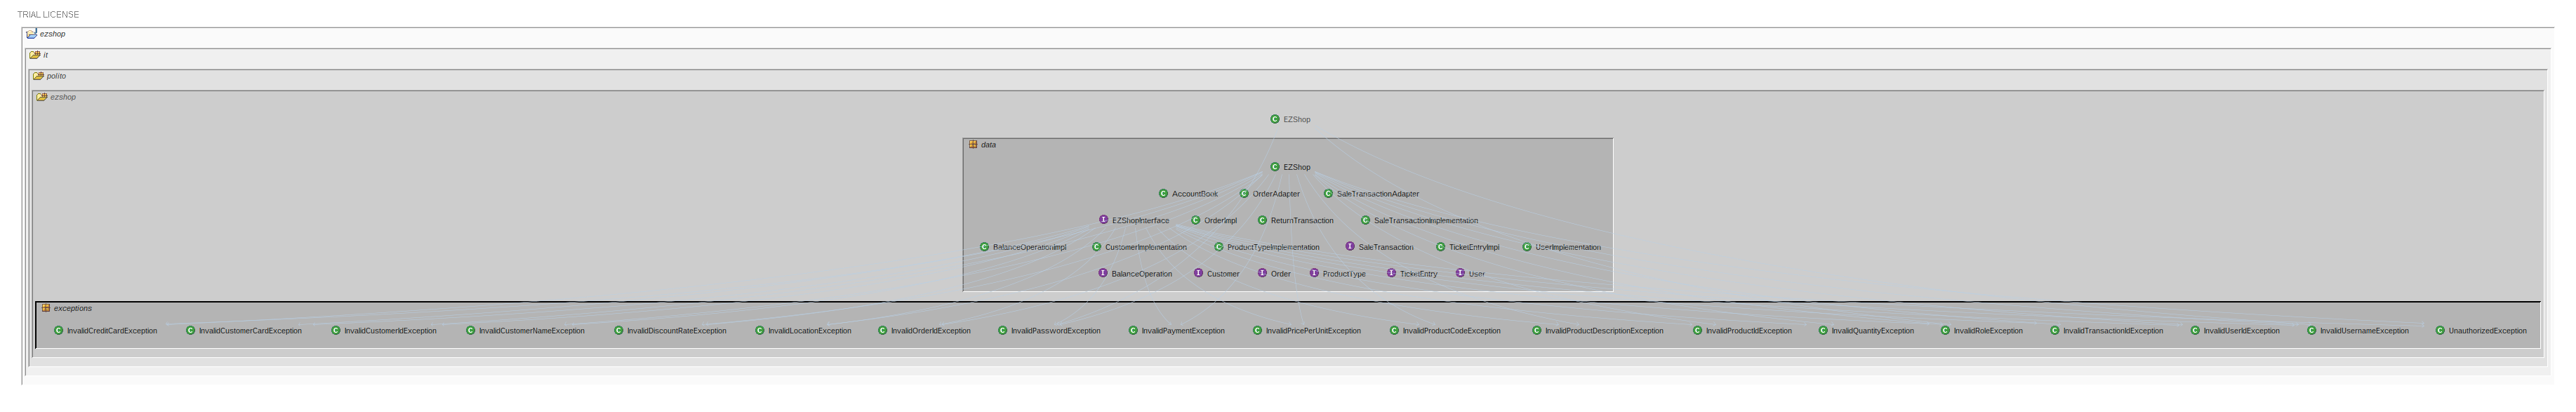 TRIAL LICENSE
ezshop
it
polito
ezshop
EZShop
data
EZShop
AccountBook OrderAdapter SaleTransactionAdapter
EZShopInterface OrderImpl ReturnTransaction SaleTransactionImplementation
BalanceOperationImpl CustomerImplementation ProductTypeImplementation SaleTransaction TicketEntryImpl UserImplementation
BalanceOperation Customer Order ProductType TicketEntry User
exceptions
InvalidCreditCardException InvalidCustomerCardException InvalidCustomerIdException InvalidCustomerNameException InvalidDiscountRateException InvalidLocationException InvalidOrderIdException InvalidPasswordException InvalidPaymentException InvalidPricePerUnitException InvalidProductCodeException InvalidProductDescriptionException InvalidProductIdException InvalidQuantityException InvalidRoleException InvalidTransactionIdException InvalidUserIdException InvalidUsernameException UnauthorizedException